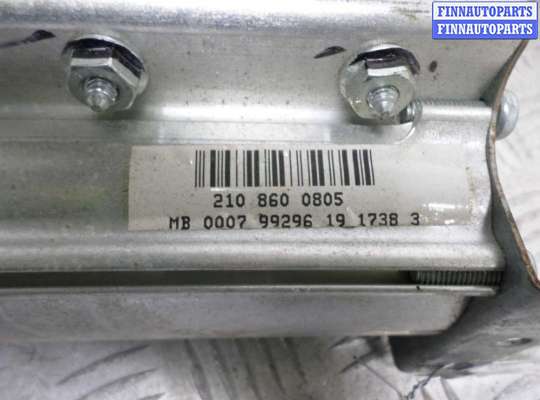 FINNAUTOPARTS
FINNAUTOPARTS
210 860 0805
MB 0007 99296 19 1738 3